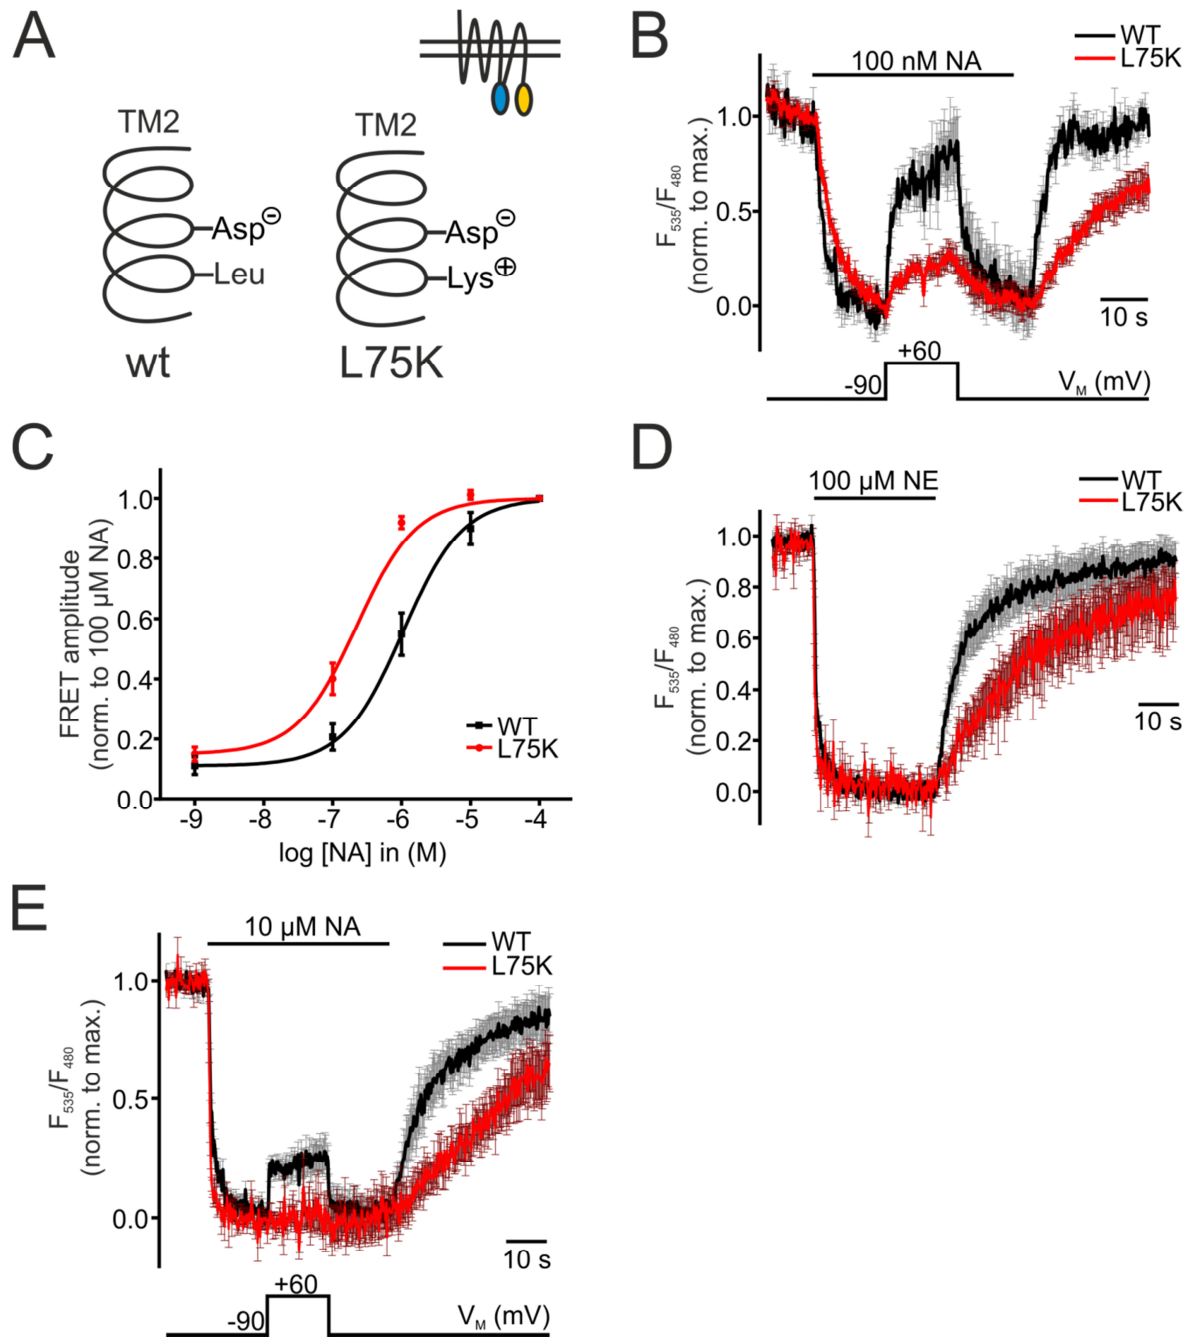 A
TM2
TM2
Asp⊖
Leu
Asp⊖
Lys⊕
wt
L75K
B
WT
L75K
100 nM NA
F535/F480
(norm. to max.)
1.0
0.5
0.0
10 s
+60
-90
VM (mV)
C
FRET amplitude
(norm. to 100 µM NA)
1.0
0.8
0.6
0.4
0.2
0.0
WT
L75K
-9 -8 -7 -6 -5 -4
log [NA] in (M)
D
100 µM NE
WT
L75K
F535/F480
(norm. to max.)
1.0
0.8
0.6
0.4
0.2
0.0
10 s
E
10 µM NA
WT
L75K
F535/F480
(norm. to max.)
1.0
0.5
0.0
10 s
+60
-90
VM (mV)